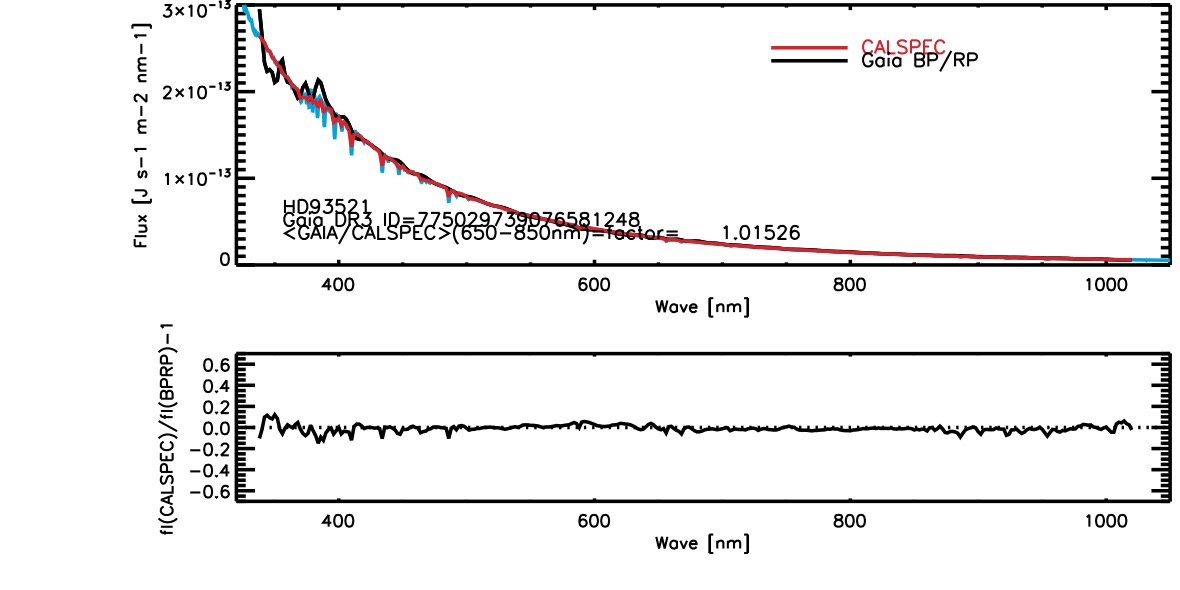 3×10−13
2×10−13
1×10−13
0
Flux [J s−1 m−2 nm−1]
CALSPEC
Gaia BP/RP
HD93521
Gaia DR3 ID=775029739076581248
<GAIA/CALSPEC>(650−850nm)=factor= 1.01526
400 600 800 1000
Wave [nm]
fl(CALSPEC)/fl(BPRP)−1
0.6
0.4
0.2
0.0
−0.2
−0.4
−0.6
400 600 800 1000
Wave [nm]